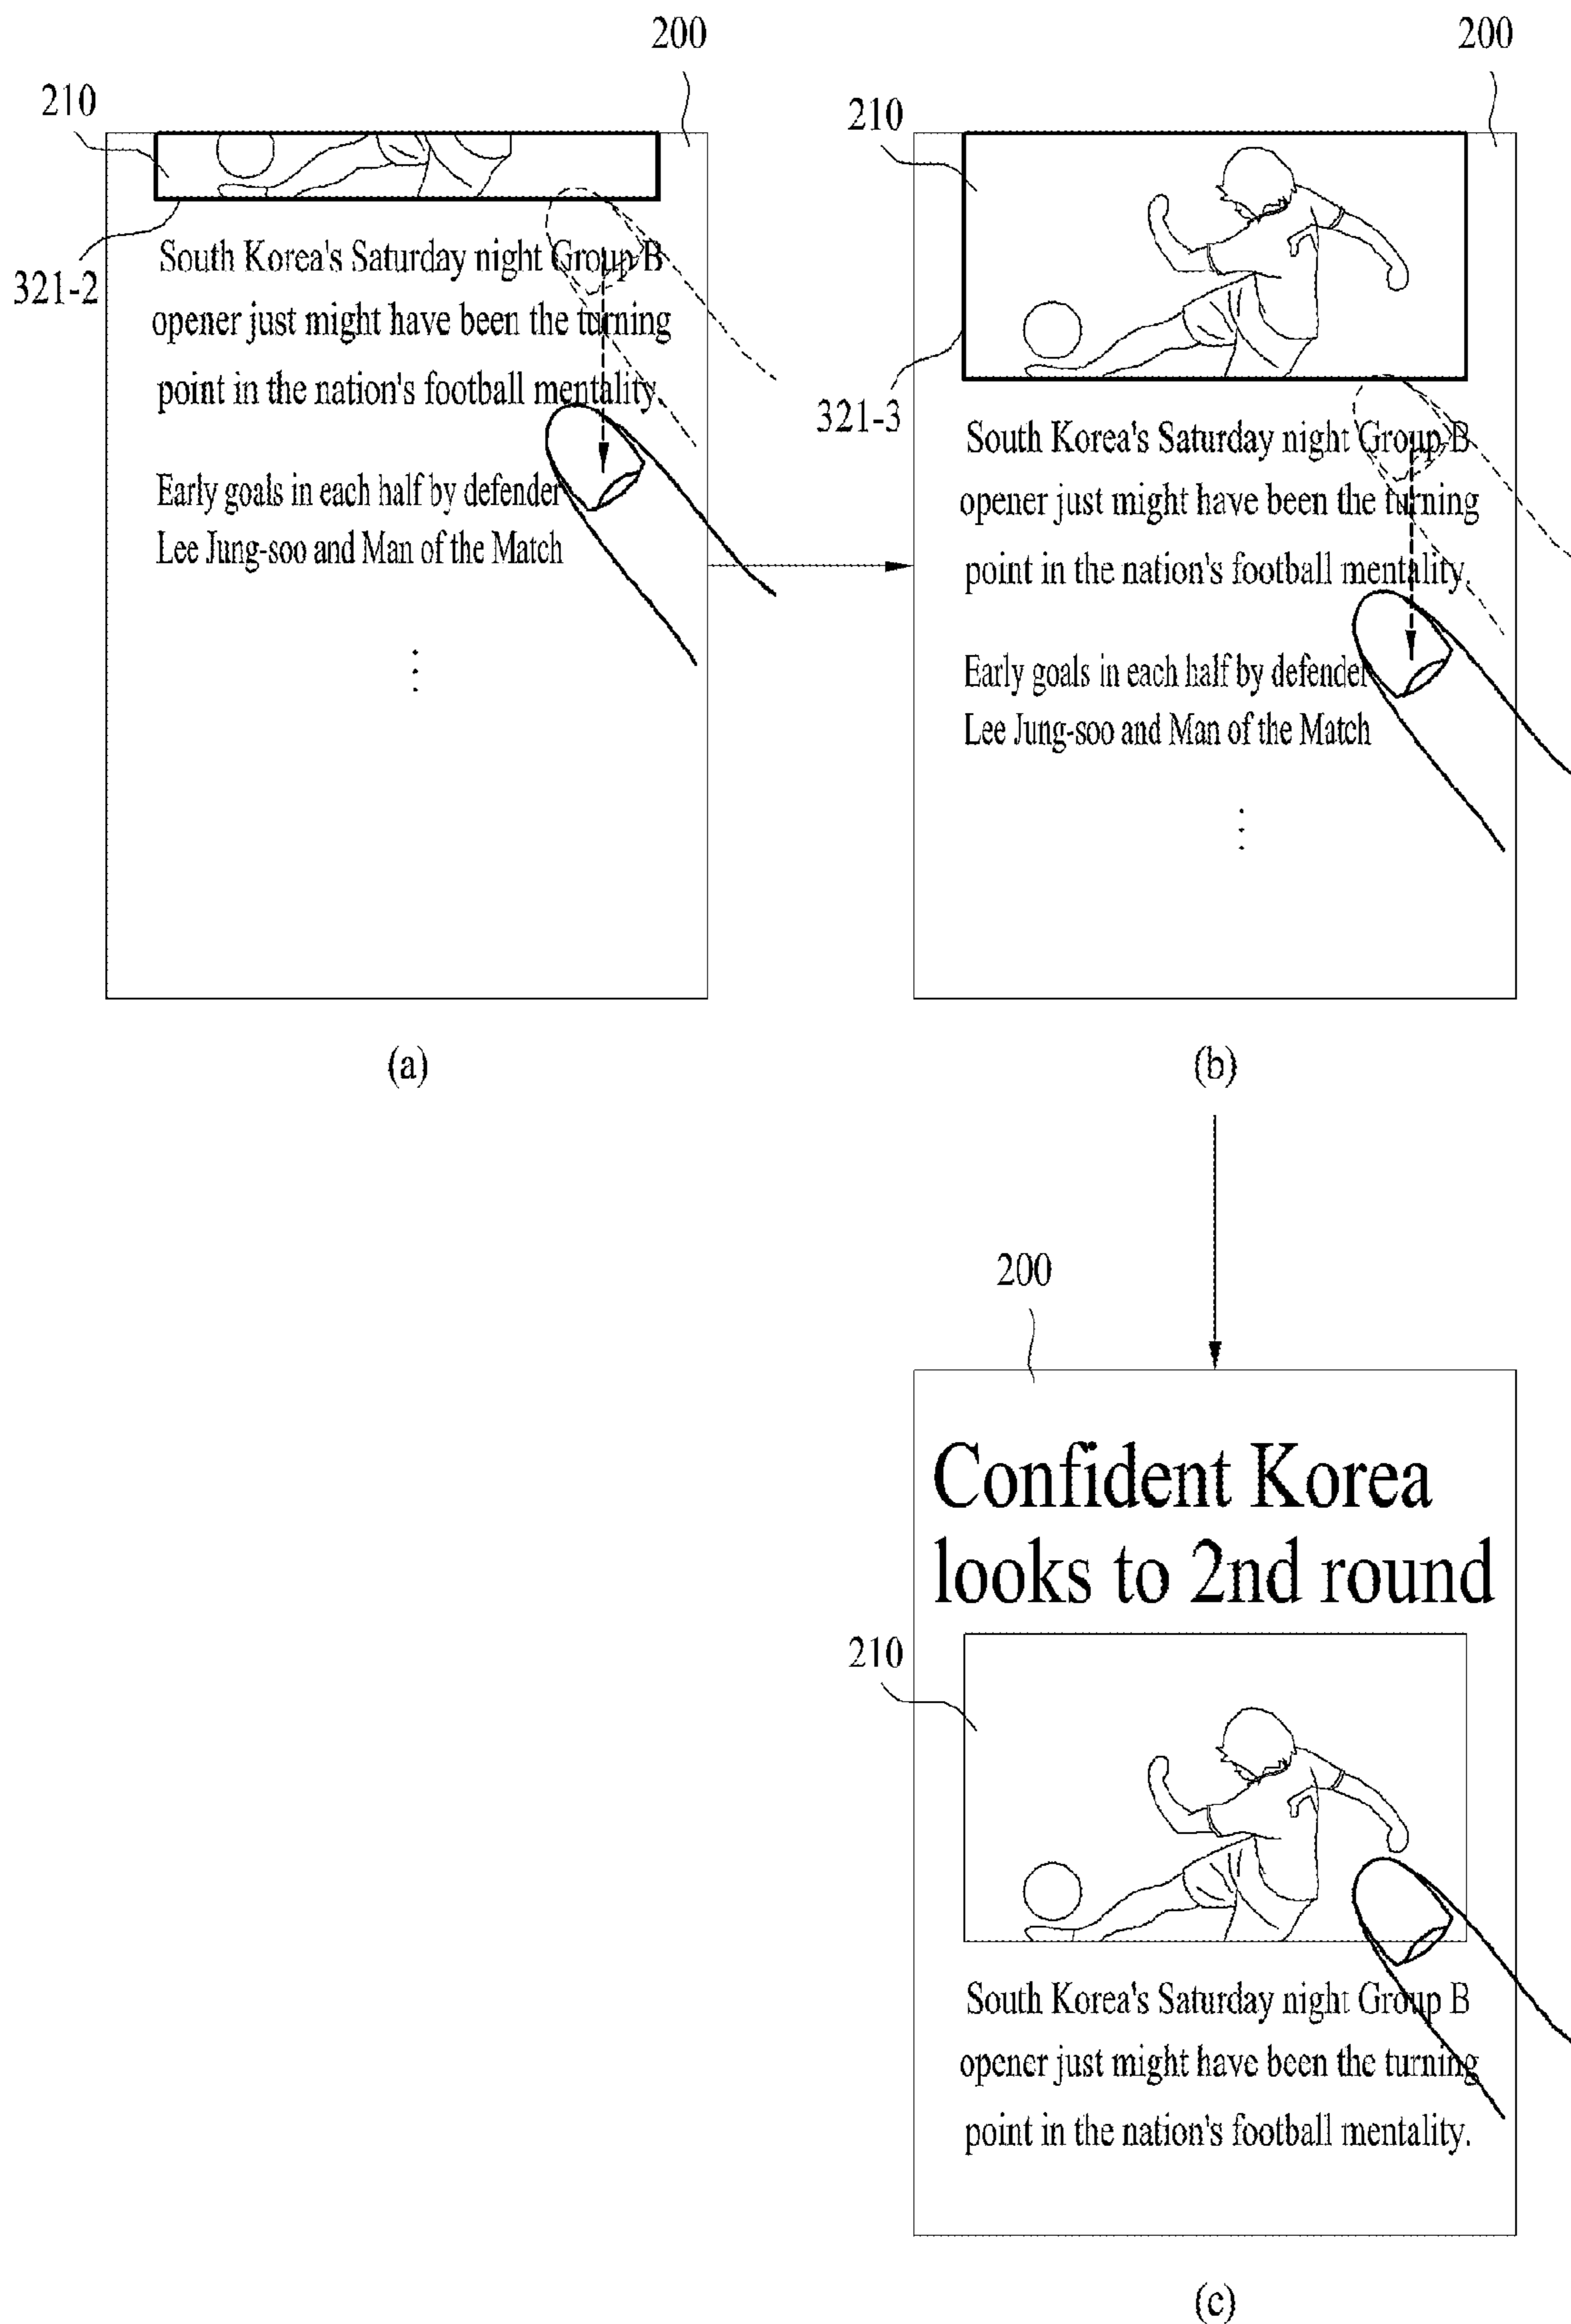 200
210
321-2
South Korea's Saturday night Group B
opener just might have been the turning
point in the nation's football mentality.
Early goals in each half by defender
Lee Jung-soo and Man of the Match
(a)
200
210
321-3
South Korea's Saturday night Group B
opener just might have been the turning
point in the nation's football mentality.
Early goals in each half by defender
Lee Jung-soo and Man of the Match
(b)
200
Confident Korea
looks to 2nd round
210
South Korea's Saturday night Group B
opener just might have been the turning
point in the nation's football mentality.
(c)